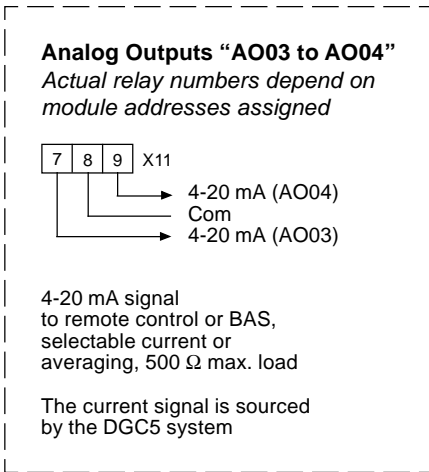 Analog Outputs “AO03 to AO04”
Actual relay numbers depend on
module addresses assigned
7 8 9 X11
4-20 mA (AO04)
Com
4-20 mA (AO03)
4-20 mA signal
to remote control or BAS,
selectable current or
averaging, 500 Ω max. load
The current signal is sourced
by the DGC5 system